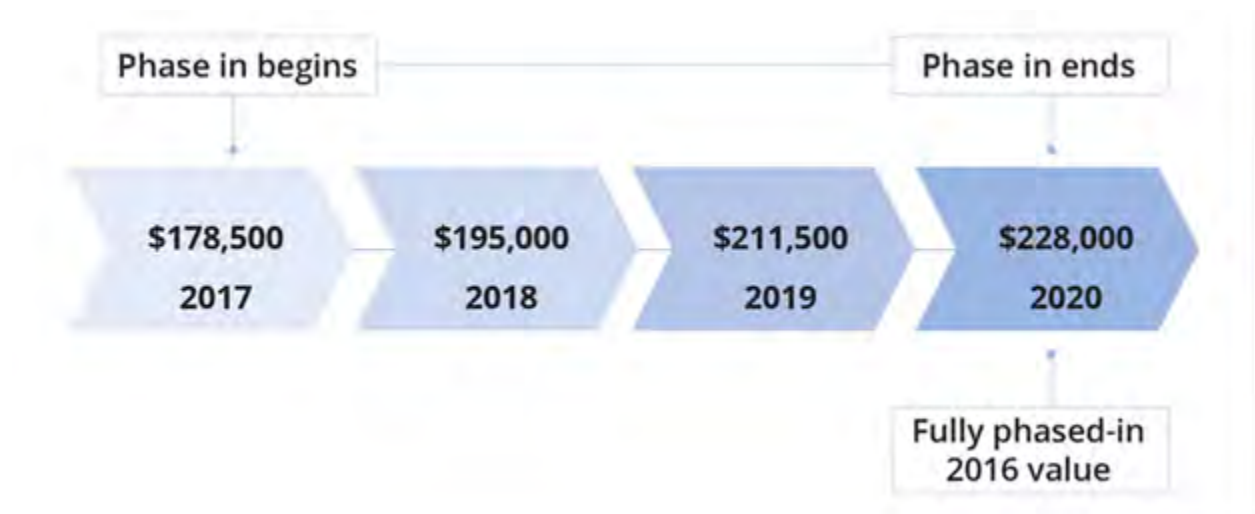 Phase in begins
Phase in ends
$178,500
2017
$195,000
2018
$211,500
2019
$228,000
2020
Fully phased-in
2016 value